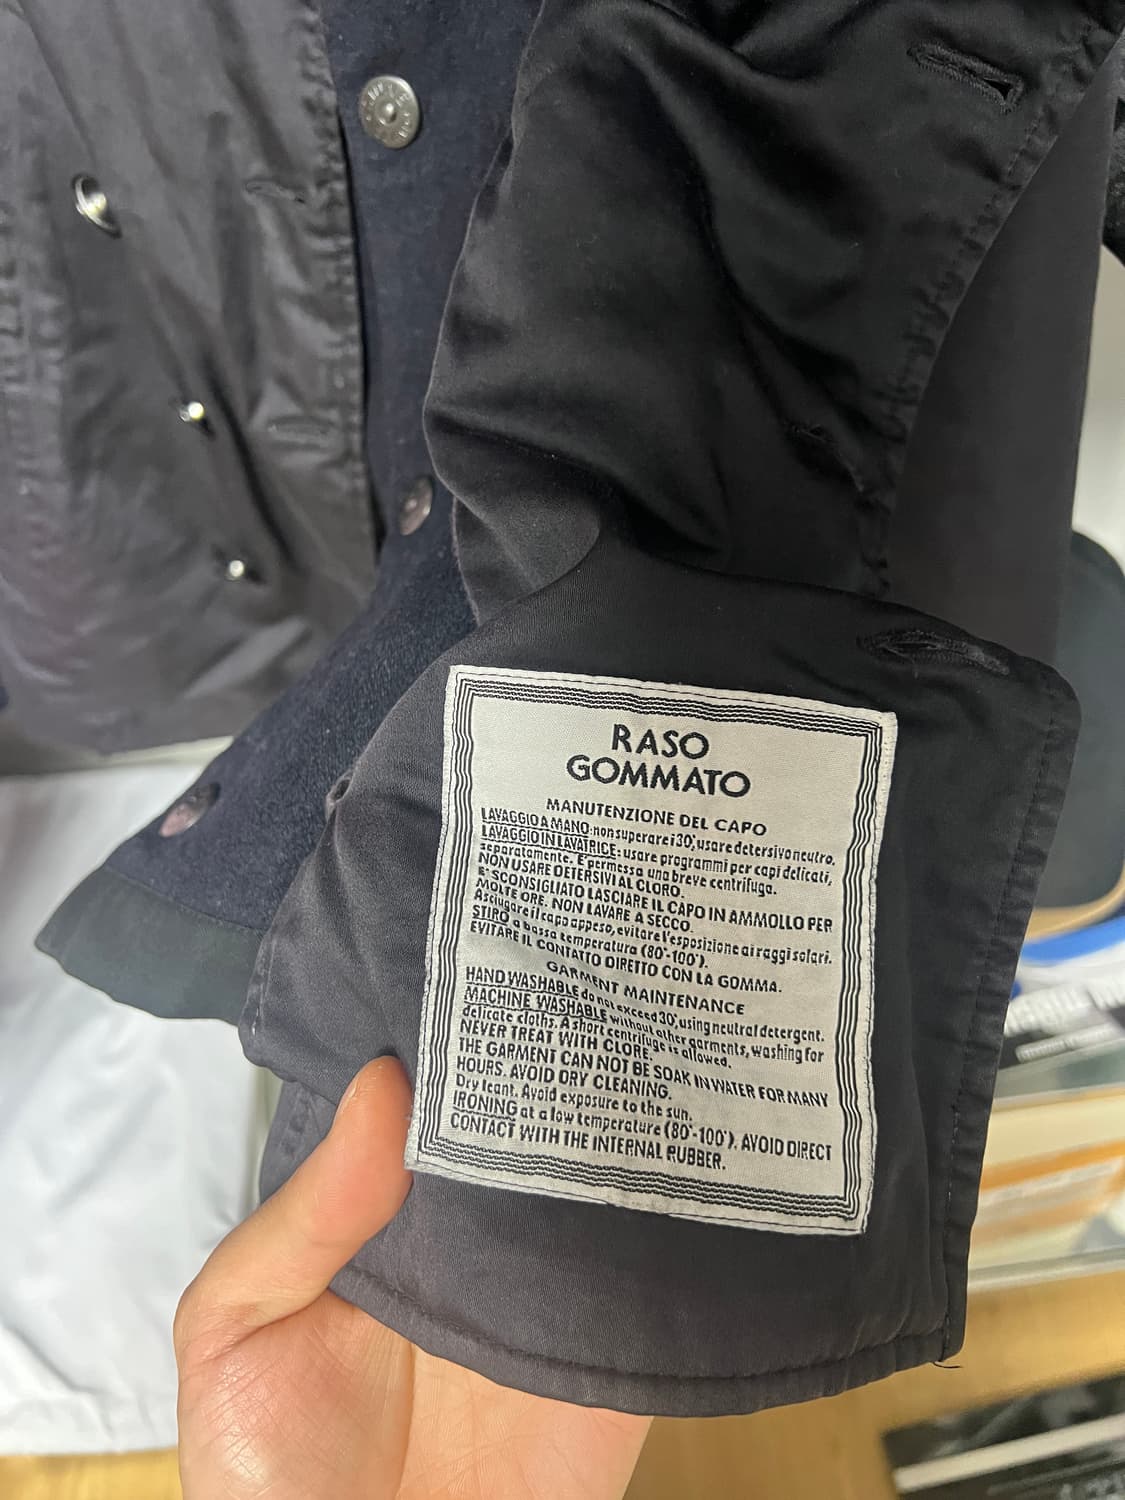 RASO
GOMMATO
MANUTENZIONE DEL CAPO
LAVAGGIO A MANO: non superare i 30°, usare detersivo neutro.
LAVAGGIO IN LAVATRICE: usare programmi per capi delicati,
separatamente. E' permessa una breve centrifuga.
NON USARE DETERSIVI AL CLORO.
E' SCONSIGLIATO LASCIARE IL CAPO IN AMMOLLO PER
MOLTE ORE. NON LAVARE A SECCO.
Asciugare il capo appeso, evitare l'esposizione ai raggi solari.
STIRO a bassa temperatura (80°-100°).
EVITARE IL CONTATTO DIRETTO CON LA GOMMA.
GARMENT MAINTENANCE
HAND WASHABLE do not exceed 30°, using neutral detergent.
MACHINE WASHABLE without other garments, washing for
delicate cloths. A short centrifuge is allowed.
NEVER TREAT WITH CLORE.
THE GARMENT CAN NOT BE SOAK IN WATER FOR MANY
HOURS. AVOID DRY CLEANING.
Dry leant. Avoid exposure to the sun.
IRONING at a low temperature (80°-100°). AVOID DIRECT
CONTACT WITH THE INTERNAL RUBBER.